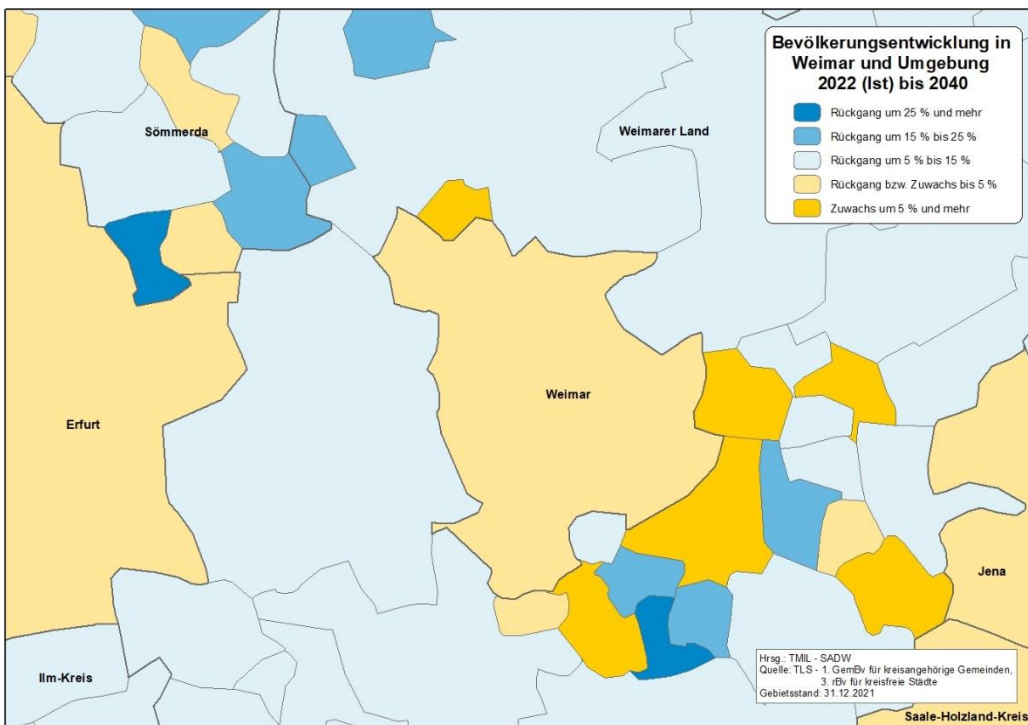 Bevölkerungsentwicklung in
Weimar und Umgebung
2022 (Ist) bis 2040
Rückgang um 25 % und mehr
Rückgang um 15 % bis 25 %
Rückgang um 5 % bis 15 %
Rückgang bzw. Zuwachs bis 5 %
Zuwachs um 5 % und mehr
Sömmerda
Weimarer Land
Weimar
Erfurt
Jena
Ilm-Kreis
Hrsg.: TMIL - SADW
Quelle: TLS - 1. GemBv für kreisangehörige Gemeinden,
3. rBv für kreisfreie Städte
Gebietsstand: 31.12.2021
Saale-Holzland-Kreis